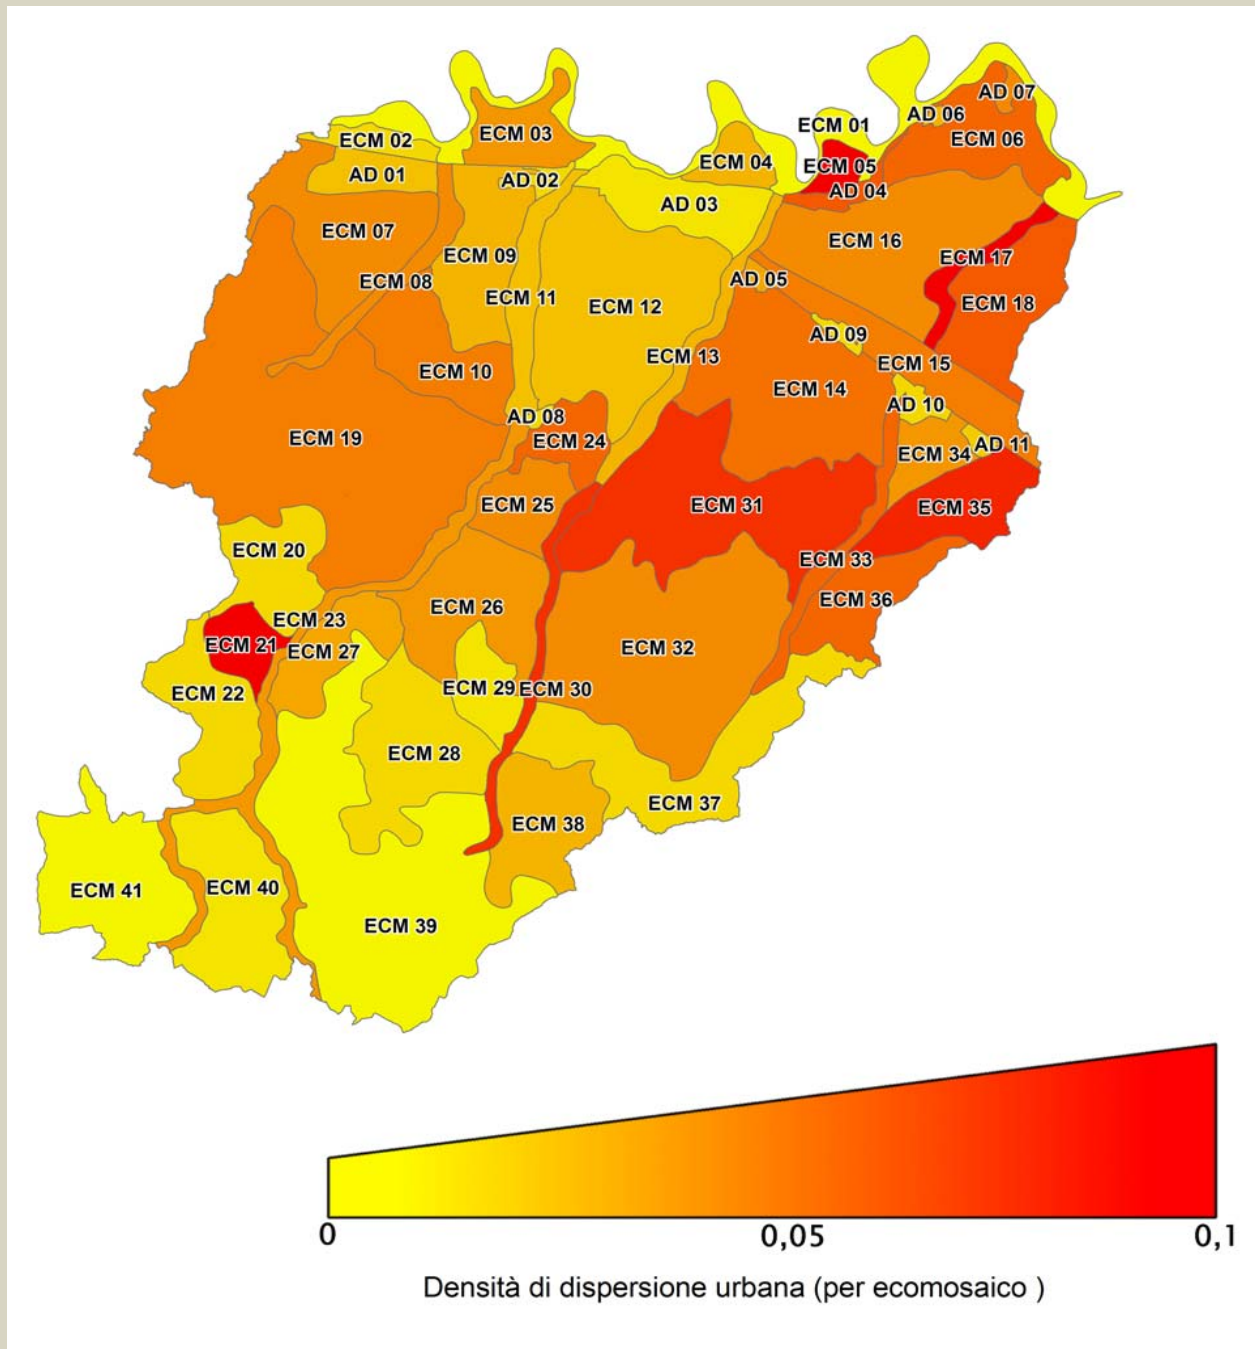 AD 07
AD 06
ECM 01
ECM 03
ECM 02
ECM 06
ECM 04
ECM 05
AD 01
AD 02
AD 04
AD 03
ECM 07
ECM 16
ECM 09
ECM 17
ECM 08
AD 05
ECM 11
ECM 12
ECM 18
AD 09
ECM 13
ECM 15
ECM 10
ECM 14
AD 10
AD 08
ECM 19
ECM 24
AD 11
ECM 34
ECM 25
ECM 31
ECM 35
ECM 20
ECM 33
ECM 36
ECM 26
ECM 23
ECM 21
ECM 27
ECM 32
ECM 22
ECM 29
ECM 30
ECM 28
ECM 37
ECM 38
ECM 41
ECM 40
ECM 39
0
0,05
0,1
Densità di dispersione urbana (per ecomosaico )